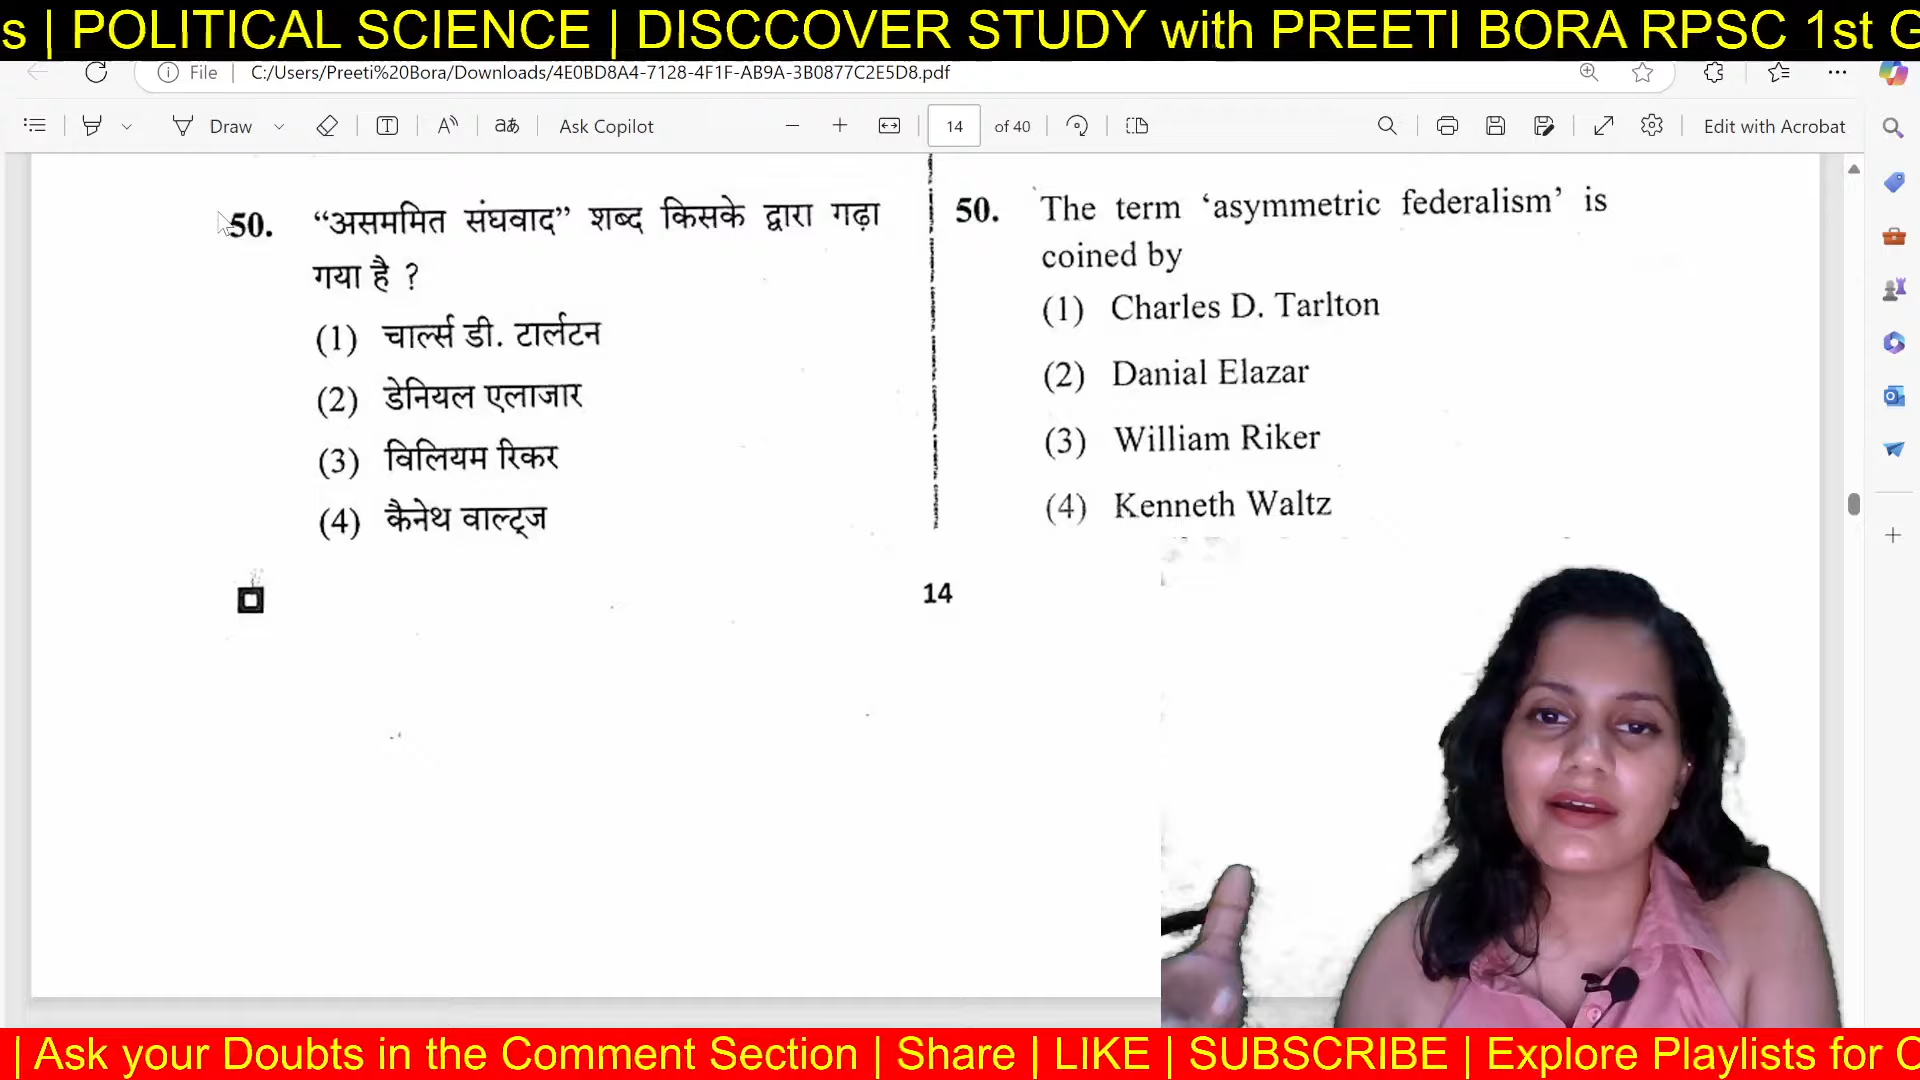 s | POLITICAL SCIENCE | DISCCOVER STUDY with PREETI BORA RPSC 1st G
File | C:/Users/Preeti%20Bora/Downloads/4E0BD8A4-7128-4F1F-AB9A-3B0877C2E5D8.pdf
Draw
Ask Copilot
14 of 40
Edit with Acrobat
50. “असममित संघवाद” शब्द किसके द्वारा गढ़ा
गया है ?
(1) चार्ल्स डी. टार्लटन
(2) डेनियल एलाजार
(3) विलियम रिकर
(4) कैनेथ वाल्ट्ज
50. The term ‘asymmetric federalism’ is
coined by
(1) Charles D. Tarlton
(2) Danial Elazar
(3) William Riker
(4) Kenneth Waltz
14
| Ask your Doubts in the Comment Section | Share | LIKE | SUBSCRIBE | Explore Playlists for C